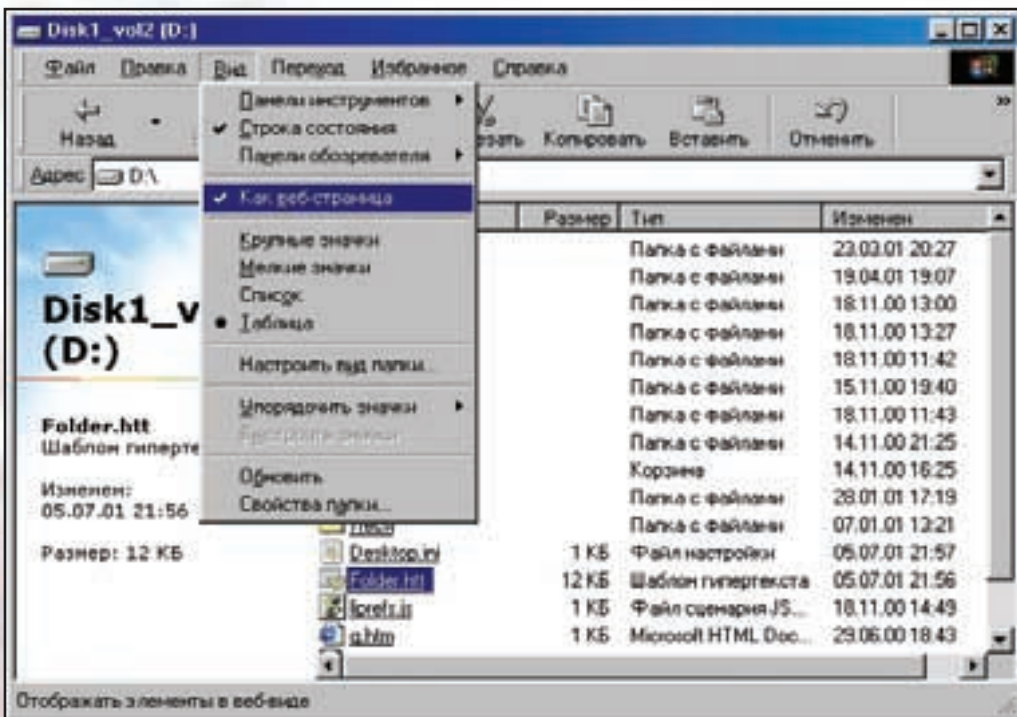 Disk1_vol2 (D:)
Файл Правка Вид Переход Избранное Справка
Назад Копировать Вставить Отменить
Адрес D:\
Панели инструментов
Строка состояния
Панели обозревателя
Как веб-страница
Крупные значки
Мелкие значки
Список
Таблица
Настроить вид папки...
Упорядочить значки
Выстроить значки
Обновить
Свойства папки...
Disk1_v
(D:)
Folder.htt
Шаблон гиперте
Изменен:
05.07.01 21:56
Размер: 12 КБ
Размер Тип Изменен
Папка с файлами 23.03.01 20:27
Папка с файлами 19.04.01 19:07
Папка с файлами 18.11.00 13:00
Папка с файлами 18.11.00 13:27
Папка с файлами 18.11.00 11:42
Папка с файлами 15.11.00 19:40
Папка с файлами 18.11.00 11:43
Папка с файлами 14.11.00 21:25
Корзина 14.11.00 16:25
Папка с файлами 28.01.01 17:19
Папка с файлами 07.01.01 13:21
Desktop.ini 1 КБ Файл настройки 05.07.01 21:57
Folder.htt 12 КБ Шаблон гипертекста 05.07.01 21:56
liprefs.js 1 КБ Файл сценария JS... 18.11.00 14:49
q.htm 1 КБ Microsoft HTML Doc... 29.06.00 18:43
Отображать элементы в веб-виде